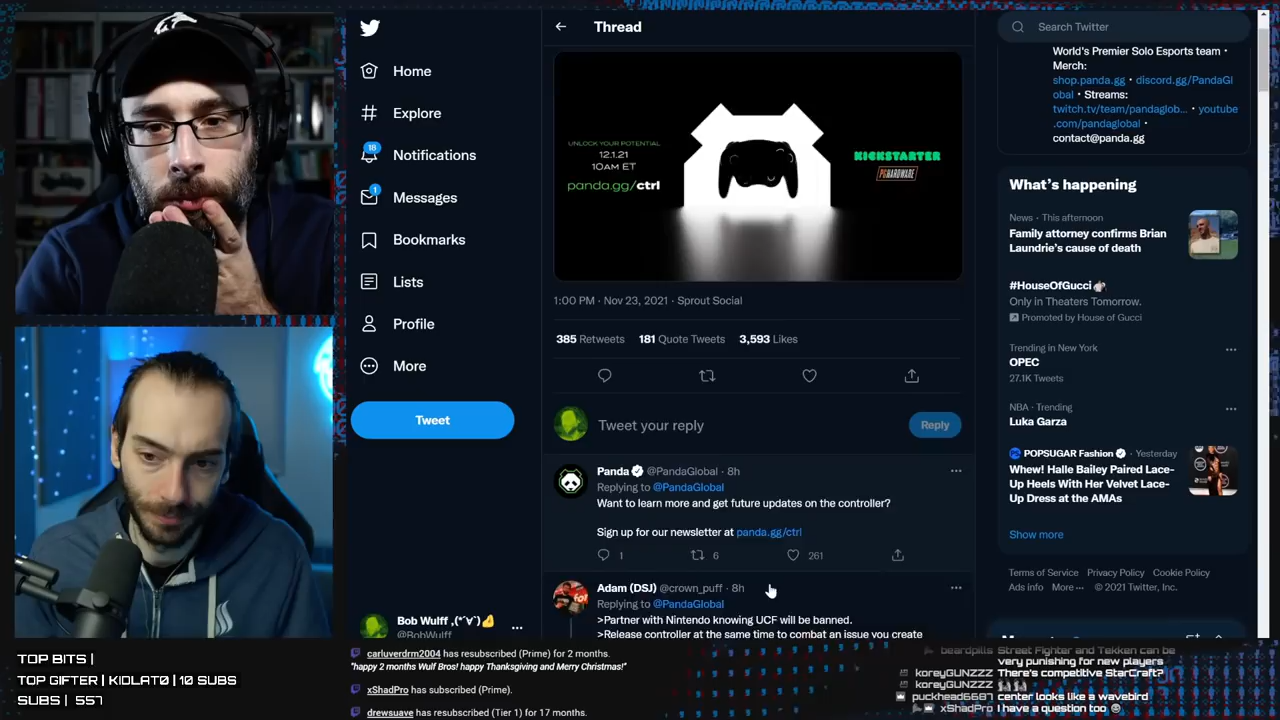 Home
Explore
18
Notifications
1
Messages
Bookmarks
Lists
Profile
More
Tweet
Bob Wulff ,(*´∀`)🤌
@BobWulff
Thread
UNLOCK YOUR POTENTIAL
12.1.21
10AM ET
panda.gg/ctrl
KICKSTARTER
PGHARDWARE
1:00 PM · Nov 23, 2021 · Sprout Social
385 Retweets 181 Quote Tweets 3,593 Likes
Tweet your reply
Reply
Panda @PandaGlobal · 8h
Replying to @PandaGlobal
Want to learn more and get future updates on the controller?
Sign up for our newsletter at panda.gg/ctrl
1 6 261
Adam (DSJ) @crown_puff · 8h
Replying to @PandaGlobal
>Partner with Nintendo knowing UCF will be banned.
>Release controller at the same time to combat an issue you create
Search Twitter
World's Premier Solo Esports team ·
Merch:
shop.panda.gg · discord.gg/PandaGl
obal · Streams:
twitch.tv/team/pandaglob... · youtube
.com/pandaglobal ·
contact@panda.gg
What's happening
News · This afternoon
Family attorney confirms Brian
Laundrie's cause of death
#HouseOfGucci
Only in Theaters Tomorrow.
Promoted by House of Gucci
Trending in New York
OPEC
27.1K Tweets
NBA · Trending
Luka Garza
POPSUGAR Fashion · Yesterday
Whew! Halle Bailey Paired Lace-
Up Heels With Her Velvet Lace-
Up Dress at the AMAs
Show more
Terms of Service Privacy Policy Cookie Policy
Ads info More ··· © 2021 Twitter, Inc.
TOP BITS |
TOP GIFTER | KIDLAT0 | 10 SUBS
SUBS | 557
carluverdrm2004 has resubscribed (Prime) for 2 months.
"happy 2 months Wulf Bros! happy Thanksgiving and Merry Christmas!"
xShadPro has subscribed (Prime).
drewsuave has resubscribed (Tier 1) for 17 months.
beardpills Street Fighter and Tekken can be
very punishing for new players
koreyGUNZZZ There's competitive StarCraft?
koreyGUNZZZ
puckhead6687 center looks like a wavebird
xShadPro I have a question too